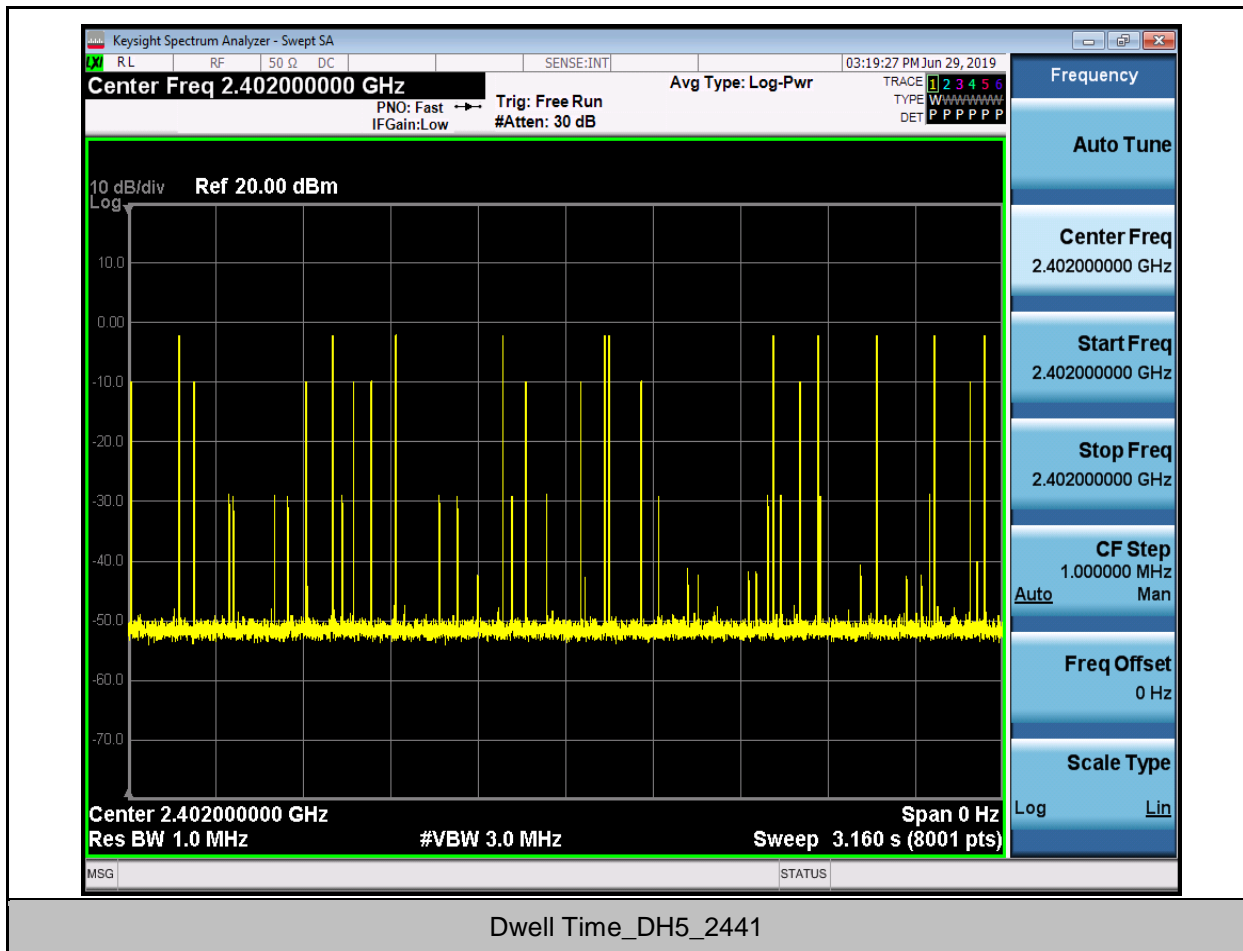 Keysight Spectrum Analyzer - Swept SA
LXI RL RF 50 Ω DC SENSE:INT 03:19:27 PM Jun 29, 2019
Center Freq 2.402000000 GHz
PNO: Fast
IFGain:Low
Trig: Free Run
#Atten: 30 dB
Avg Type: Log-Pwr
TRACE 1 2 3 4 5 6
TYPE WWWWWW
DET P P P P P P
10 dB/div Ref 20.00 dBm
Log
10.0
0.00
-10.0
-20.0
-30.0
-40.0
-50.0
-60.0
-70.0
Center 2.402000000 GHz Span 0 Hz
Res BW 1.0 MHz #VBW 3.0 MHz Sweep 3.160 s (8001 pts)
MSG STATUS
Frequency
Auto Tune
Center Freq
2.402000000 GHz
Start Freq
2.402000000 GHz
Stop Freq
2.402000000 GHz
CF Step
1.000000 MHz
Auto Man
Freq Offset
0 Hz
Scale Type
Log Lin
Dwell Time_DH5_2441